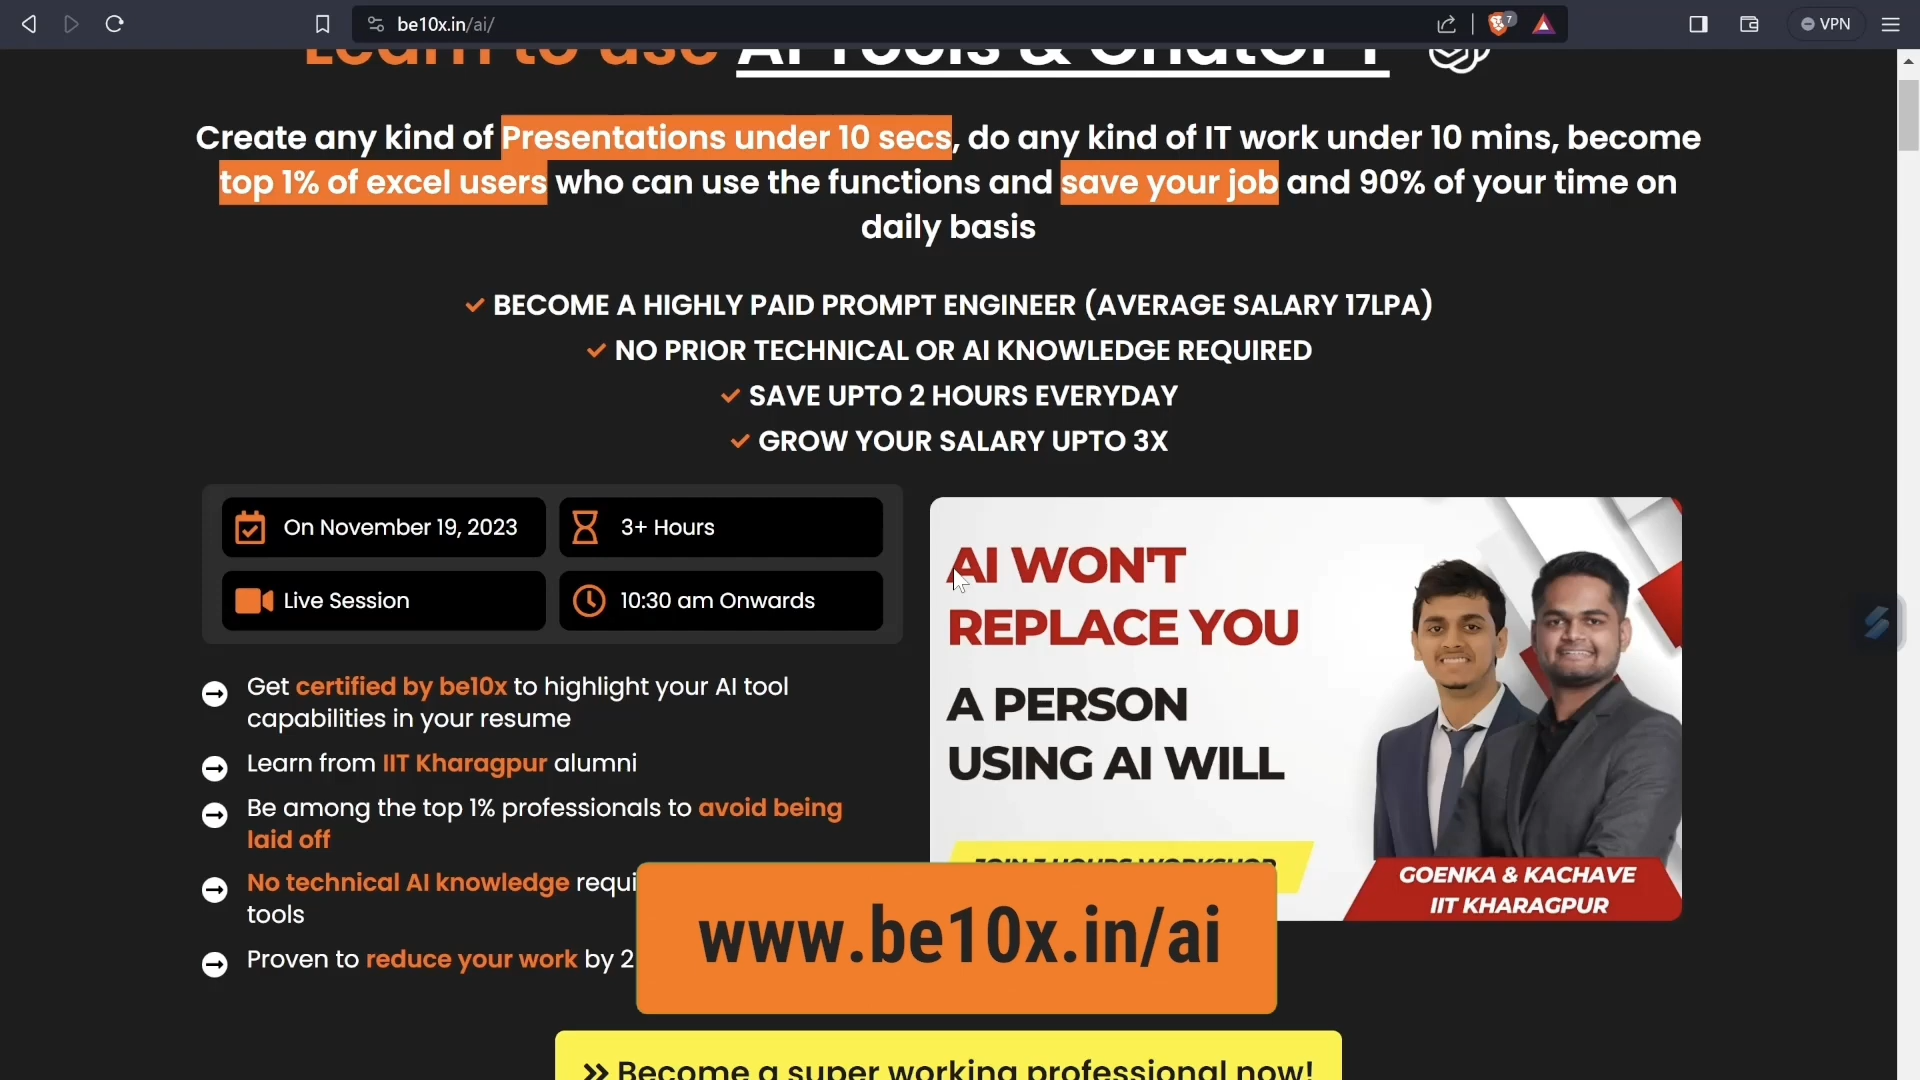 be10x.in/ai/
7
VPN
Learn to use AI Tools & ChatGPT
Create any kind of Presentations under 10 secs, do any kind of IT work under 10 mins, become
top 1% of excel users who can use the functions and save your job and 90% of your time on
daily basis
BECOME A HIGHLY PAID PROMPT ENGINEER (AVERAGE SALARY 17LPA)
NO PRIOR TECHNICAL OR AI KNOWLEDGE REQUIRED
SAVE UPTO 2 HOURS EVERYDAY
GROW YOUR SALARY UPTO 3X
On November 19, 2023
3+ Hours
Live Session
10:30 am Onwards
Get certified by be10x to highlight your AI tool
capabilities in your resume
Learn from IIT Kharagpur alumni
Be among the top 1% professionals to avoid being
laid off
No technical AI knowledge requi
tools
Proven to reduce your work by 2
AI WON'T
REPLACE YOU
A PERSON
USING AI WILL
GOENKA & KACHAVE
IIT KHARAGPUR
www.be10x.in/ai
>> Become a super working professional now!